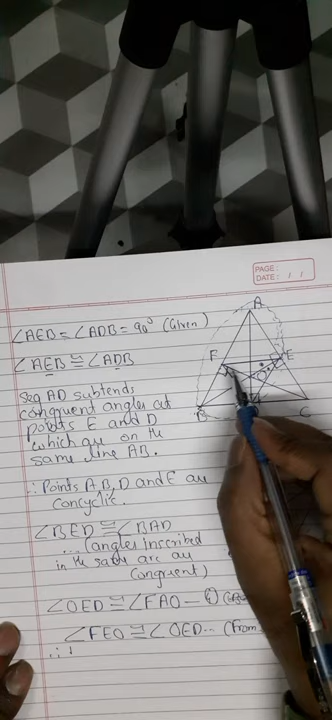 PAGE:
DATE: / /
∠AEB = ∠ADB = 90° (Given)
∠AEB ≅ ∠ADB
Seg AD subtends
congruent angles at
points E and D
which are on the
same line AB.
∴ Points A, B, D and E are
concyclic.
∠BED ≅ ∠BAD
... (angles inscribed
in the same arc are
congruent)
∠OED ≅ ∠FAO —
∠FEO ≅ ∠OED ... (From
∴
A
F
E
B
C